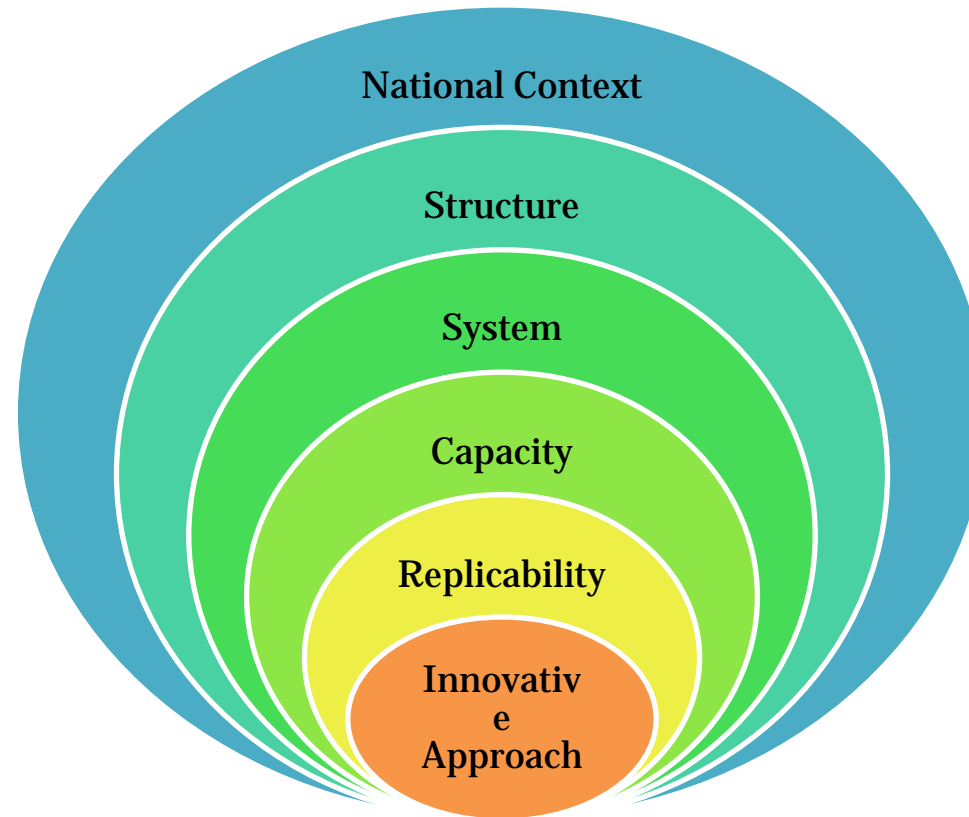 National Context
Structure
System
Capacity
Replicability
Innovativ
e
Approach